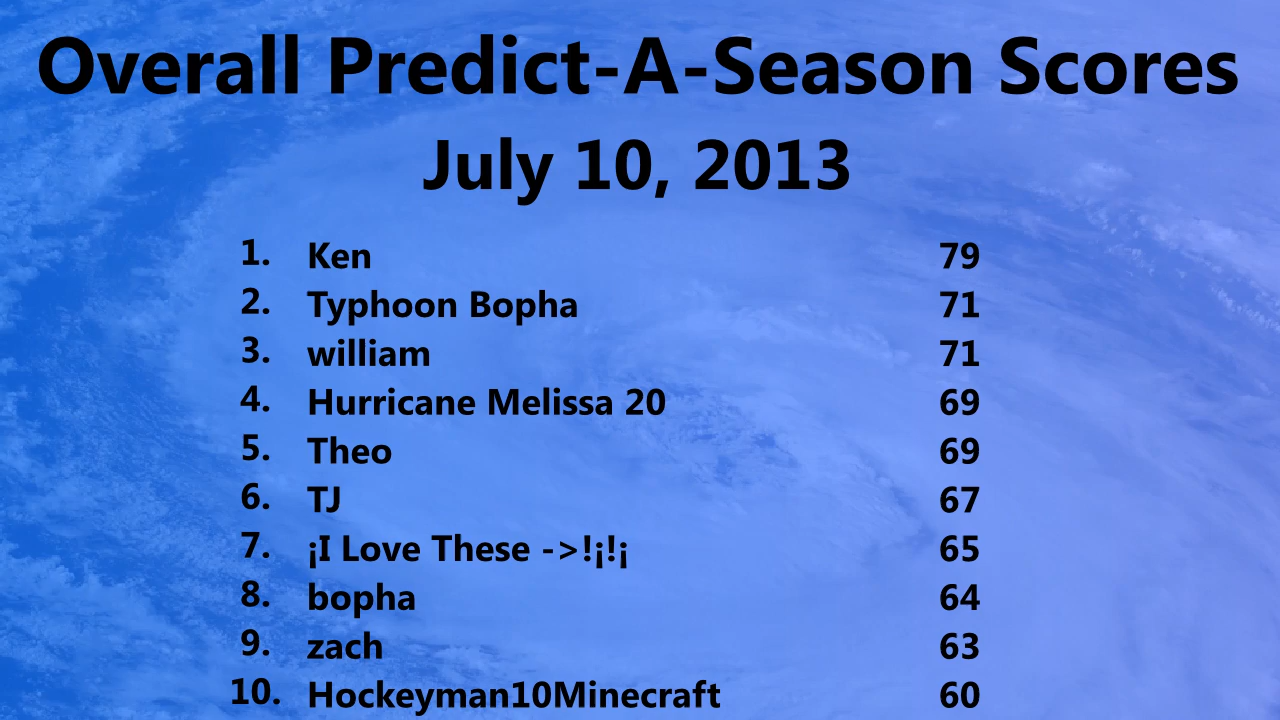 Overall Predict-A-Season Scores
July 10, 2013
1. Ken 79
2. Typhoon Bopha 71
3. william 71
4. Hurricane Melissa 20 69
5. Theo 69
6. TJ 67
7. ¡I Love These ->!¡!¡ 65
8. bopha 64
9. zach 63
10. Hockeyman10Minecraft 60